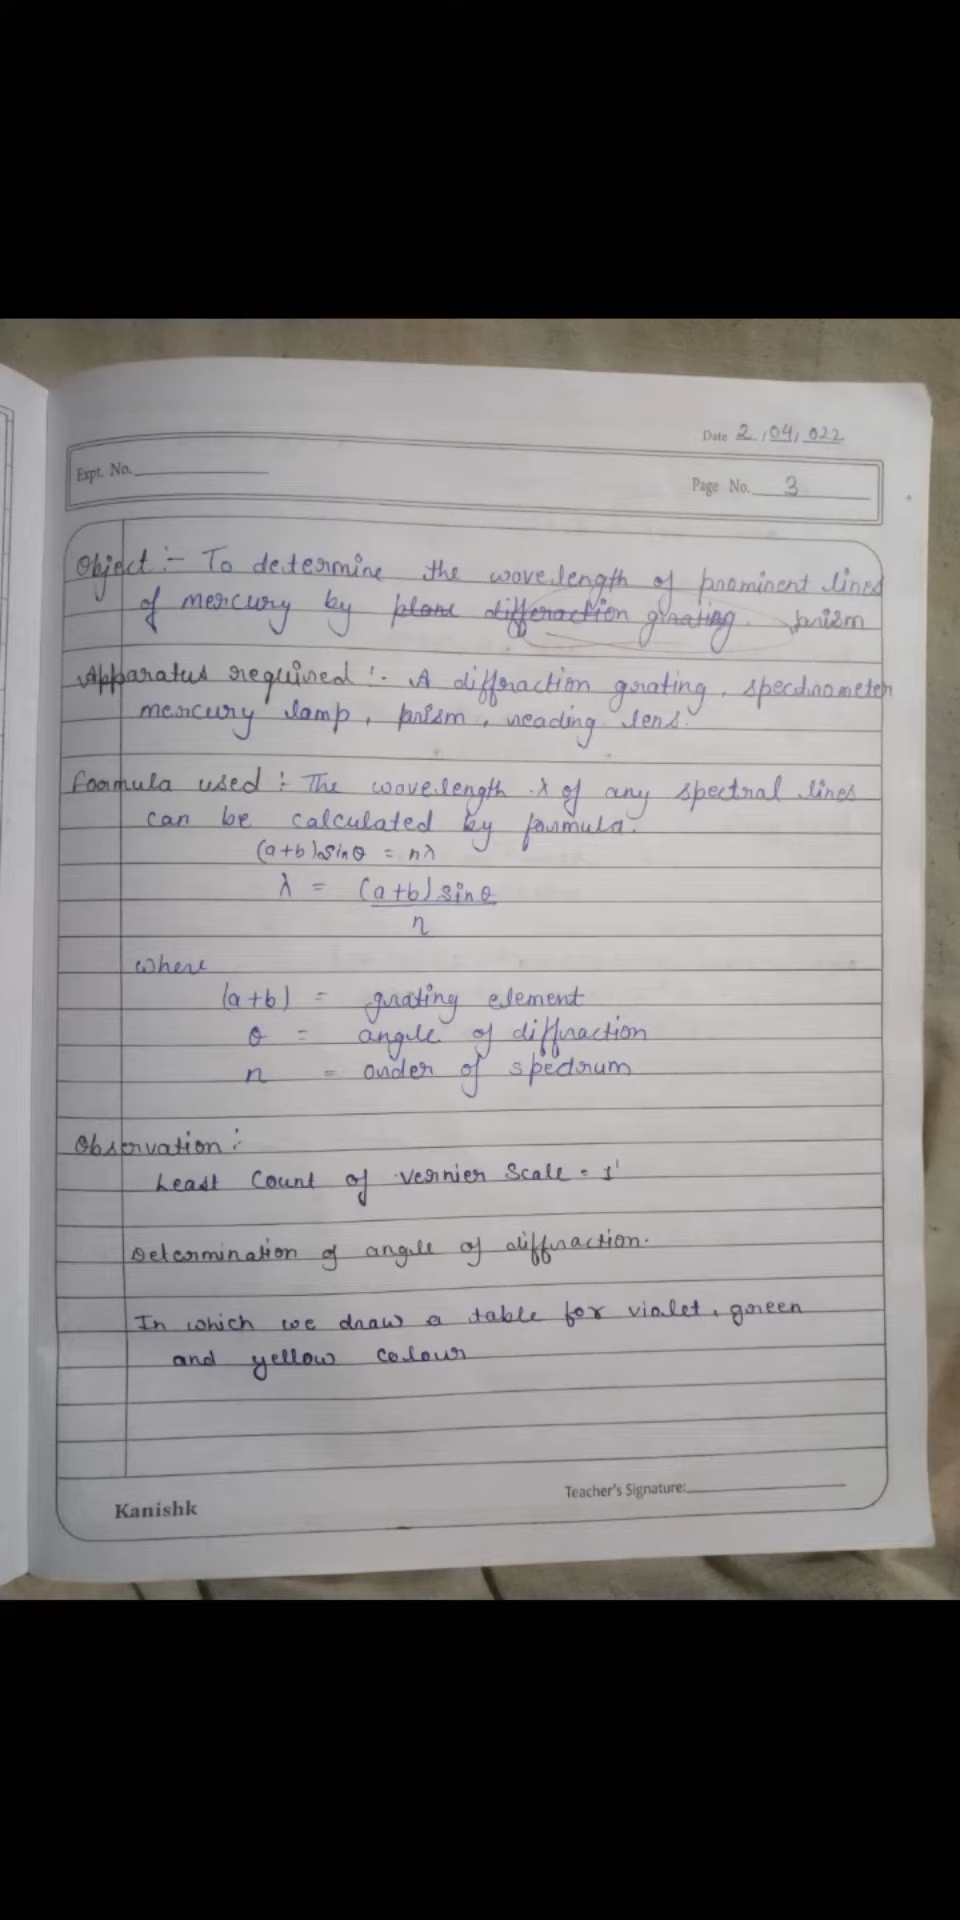 Date 2,04,022
Expt. No.
Page No. 3
Object :- To determine the wavelength of prominent lines
of mercury by plane differaction grating. prism
Apparatus required :- A diffraction grating, spectrometer
mercury lamp, prism, reading lens.
Formula used : The wavelength λ of any spectral lines
can be calculated by formula.
(a+b) sinθ = nλ
λ = (a+b) sinθ
n
where
(a+b) = grating element
θ = angle of diffraction
n = order of spectrum
Observation :
Least Count of Vernier Scale = 1'
Determination of angle of diffraction.
In which we draw a table for violet, green
and yellow colour
Kanishk
Teacher's Signature: